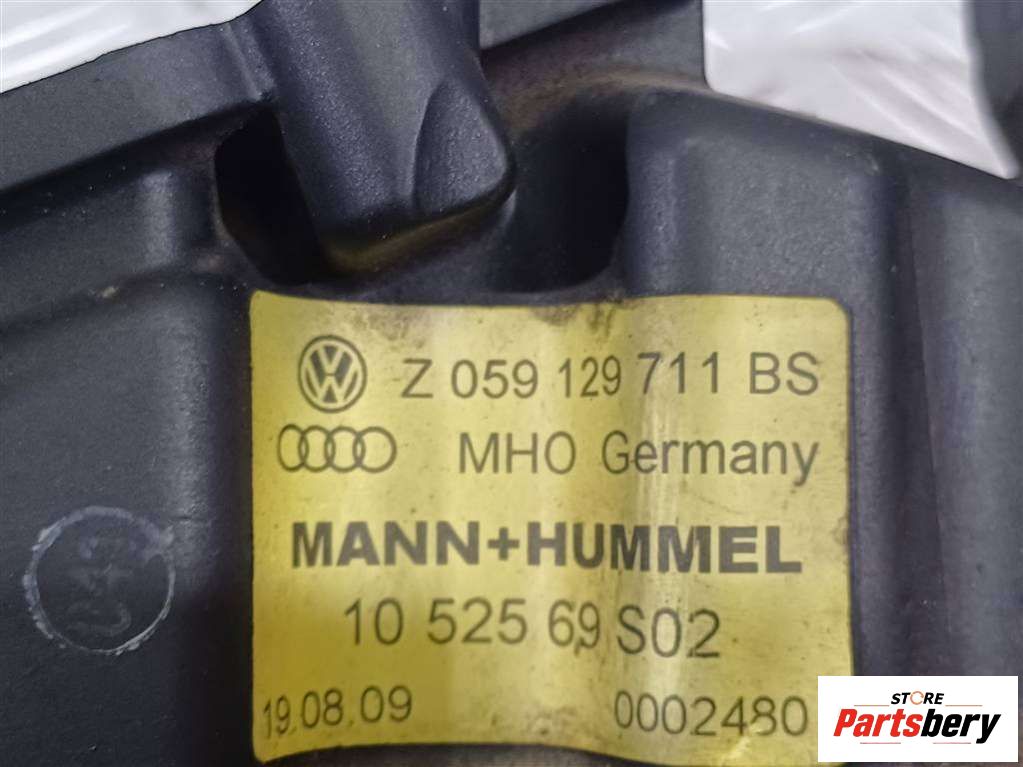 Z 059 129 711 BS
MHO Germany
MANN+HUMMEL
10 525 69 S02
19.08.09 0002480
STORE
Partsbery